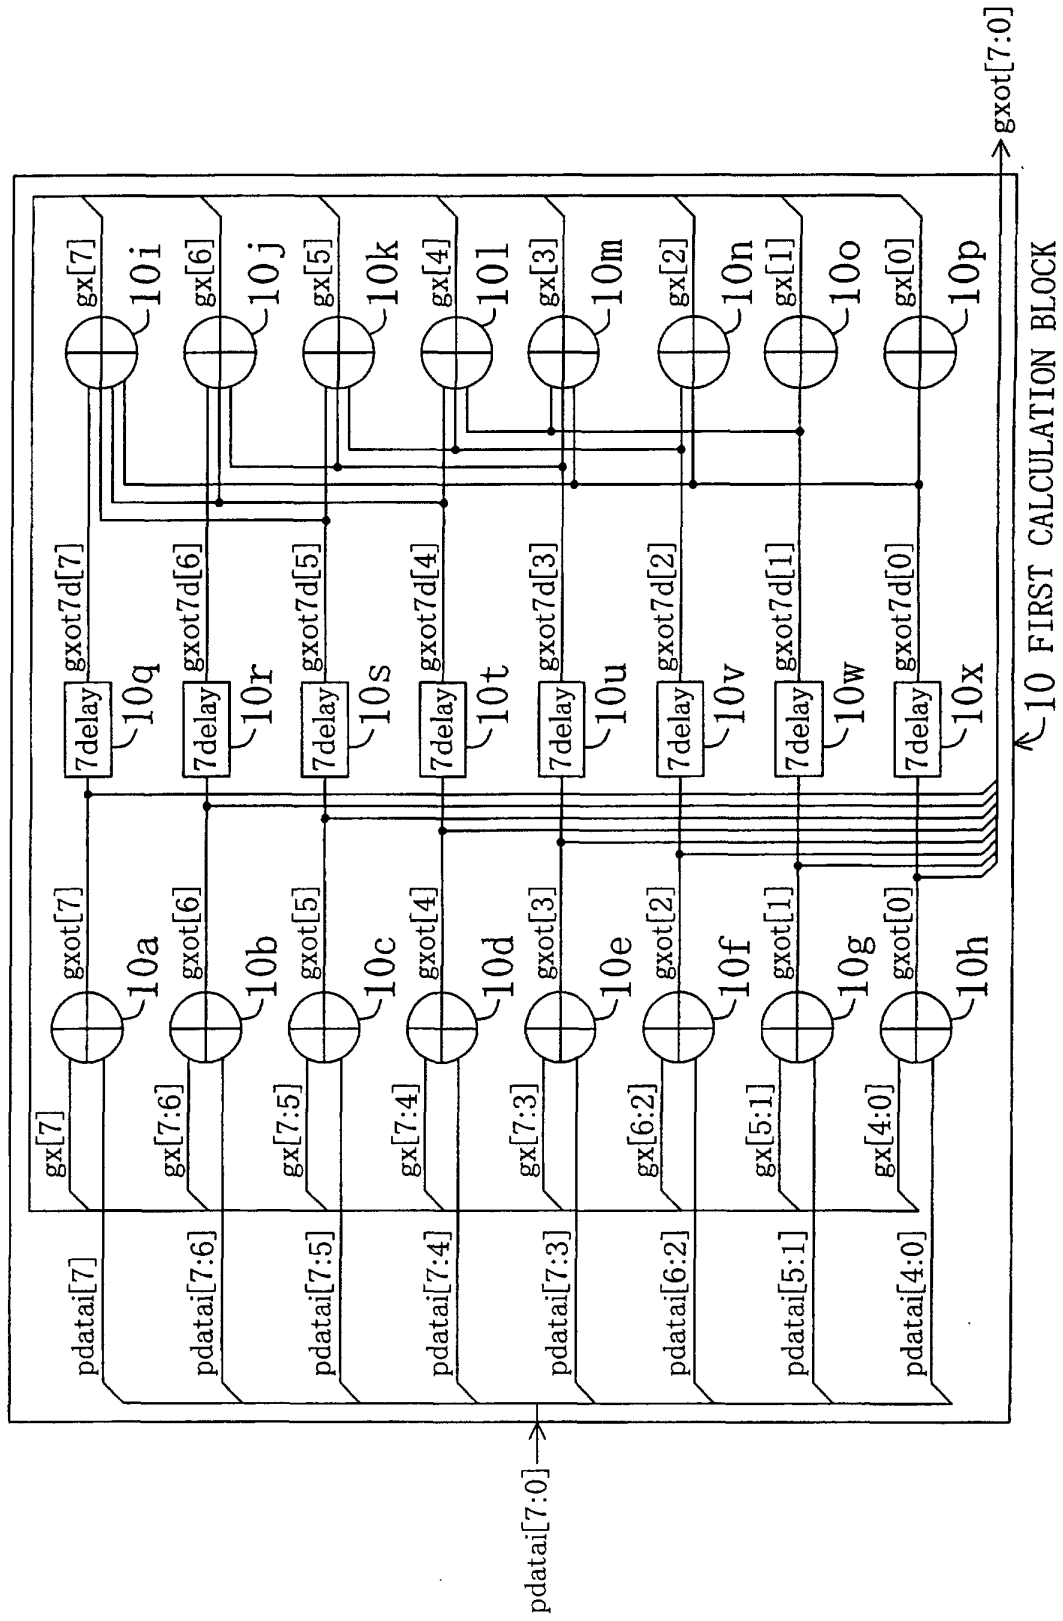 pdatai[7:0]
pdatai[7]
pdatai[7:6]
pdatai[7:5]
pdatai[7:4]
pdatai[7:3]
pdatai[6:2]
pdatai[5:1]
pdatai[4:0]
gx[7]
gx[7:6]
gx[7:5]
gx[7:4]
gx[7:3]
gx[6:2]
gx[5:1]
gx[4:0]
10a
10b
10c
10d
10e
10f
10g
10h
gxot[7]
gxot[6]
gxot[5]
gxot[4]
gxot[3]
gxot[2]
gxot[1]
gxot[0]
7delay
7delay
7delay
7delay
7delay
7delay
7delay
7delay
10q
10r
10s
10t
10u
10v
10w
10x
gxot7d[7]
gxot7d[6]
gxot7d[5]
gxot7d[4]
gxot7d[3]
gxot7d[2]
gxot7d[1]
gxot7d[0]
10i
10j
10k
10l
10m
10n
10o
10p
gx[7]
gx[6]
gx[5]
gx[4]
gx[3]
gx[2]
gx[1]
gx[0]
gxot[7:0]
10 FIRST CALCULATION BLOCK